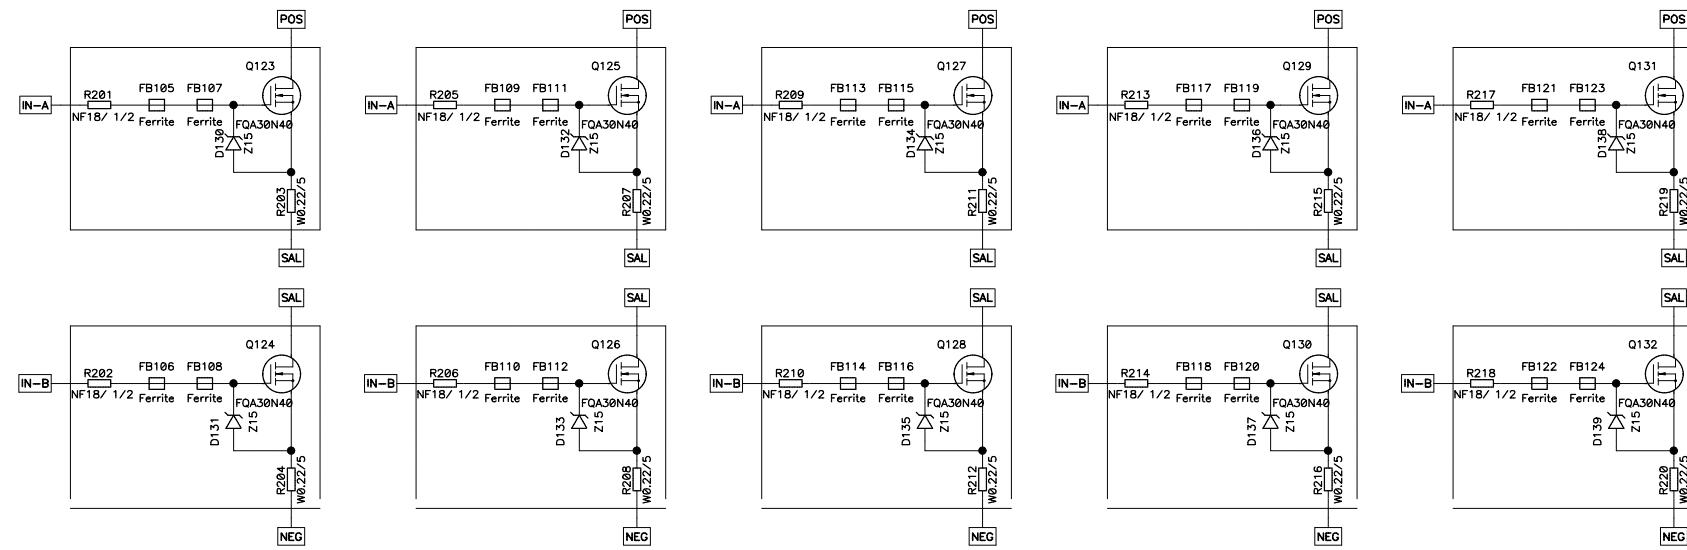 POS POS POS POS POS
Q123 Q125 Q127 Q129 Q131
FB105 FB107 FB109 FB111 FB113 FB115 FB117 FB119 FB121 FB123
IN-A R201 IN-A R205 IN-A R209 IN-A R213 IN-A R217
NF18/ 1/2 Ferrite Ferrite FQA30N40 NF18/ 1/2 Ferrite Ferrite FQA30N40 NF18/ 1/2 Ferrite Ferrite FQA30N40 NF18/ 1/2 Ferrite Ferrite FQA30N40 NF18/ 1/2 Ferrite Ferrite FQA30N40
D130 Z15 D132 Z15 D134 Z15 D136 Z15 D138 Z15
R203 W0.22/5 R207 W0.22/5 R211 W0.22/5 R215 W0.22/5 R219 W0.22/5
SAL SAL SAL SAL SAL
SAL SAL SAL SAL SAL
Q124 Q126 Q128 Q130 Q132
FB106 FB108 FB110 FB112 FB114 FB116 FB118 FB120 FB122 FB124
IN-B R202 IN-B R206 IN-B R210 IN-B R214 IN-B R218
NF18/ 1/2 Ferrite Ferrite FQA30N40 NF18/ 1/2 Ferrite Ferrite FQA30N40 NF18/ 1/2 Ferrite Ferrite FQA30N40 NF18/ 1/2 Ferrite Ferrite FQA30N40 NF18/ 1/2 Ferrite Ferrite FQA30N40
D131 Z15 D133 Z15 D135 Z15 D137 Z15 D139 Z15
R204 W0.22/5 R208 W0.22/5 R212 W0.22/5 R216 W0.22/5 R220 W0.22/5
NEG NEG NEG NEG NEG